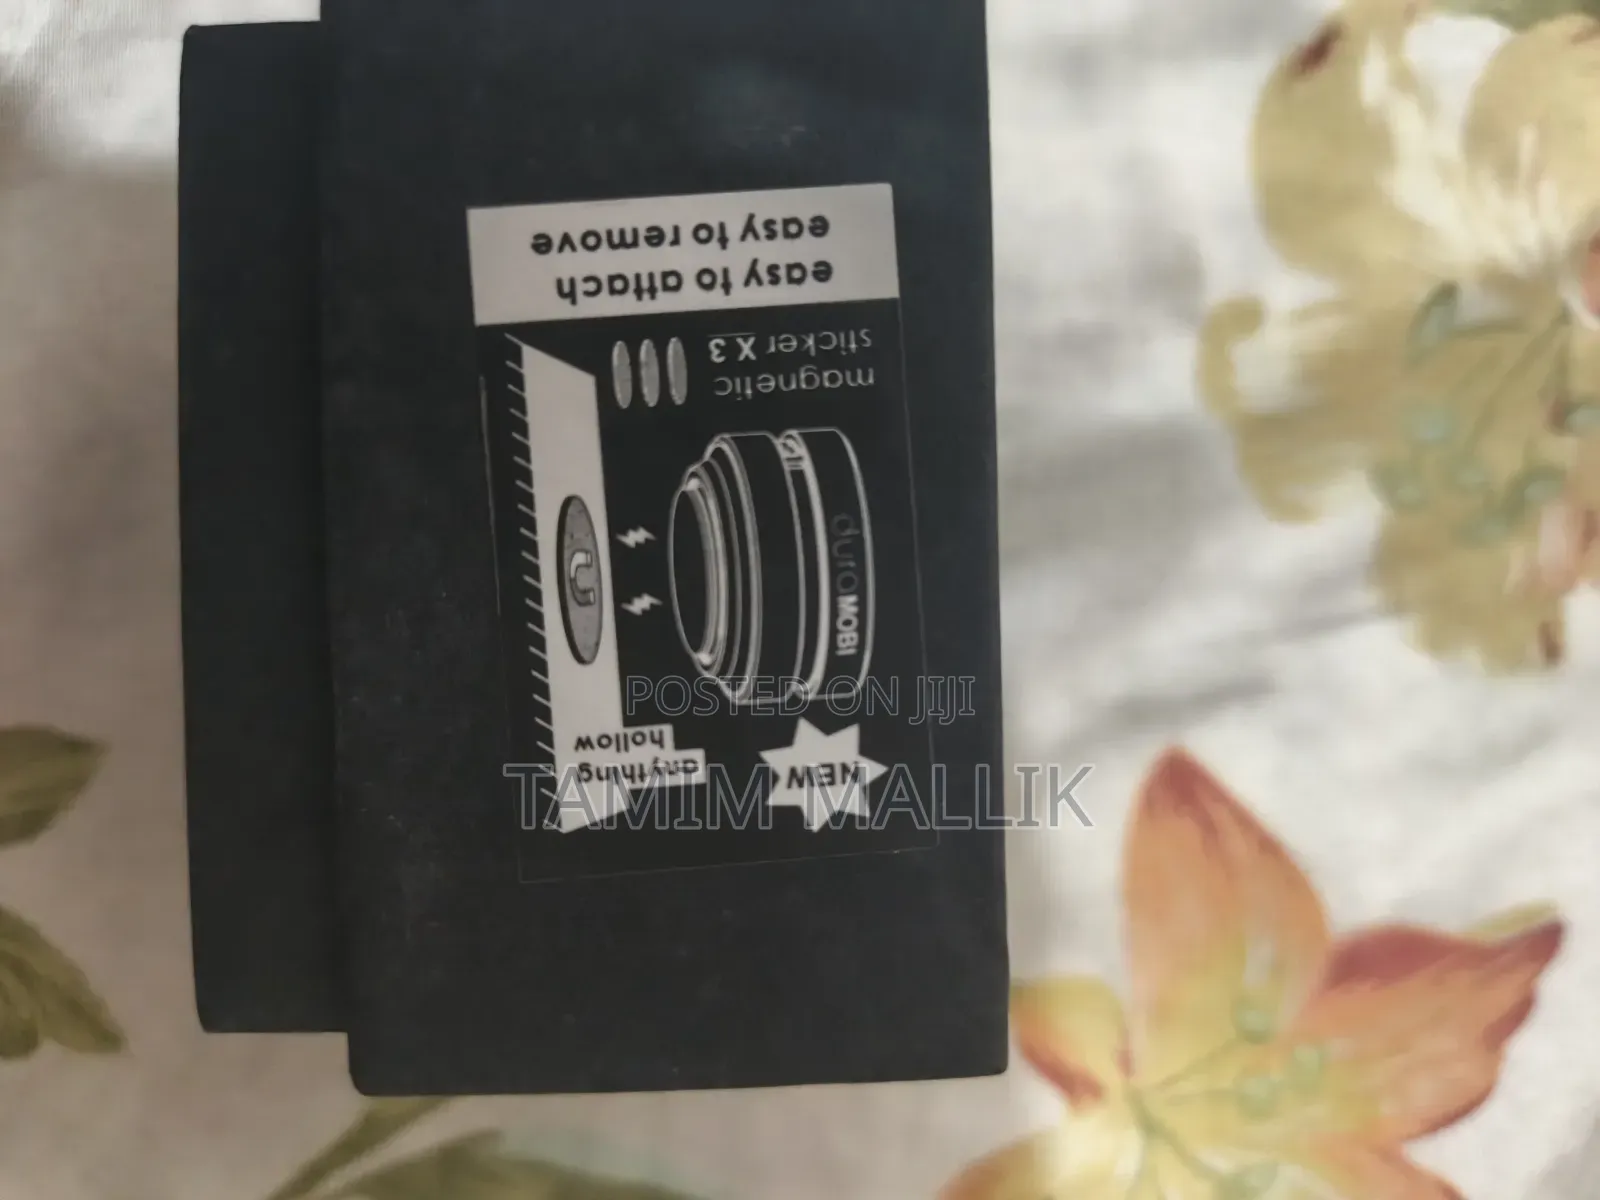 easy to attach
easy to remove
magnetic
sticker X 3
duroMOBI
anything
hollow
NEW
POSTED ON JIJI
TAMIM MALLIK